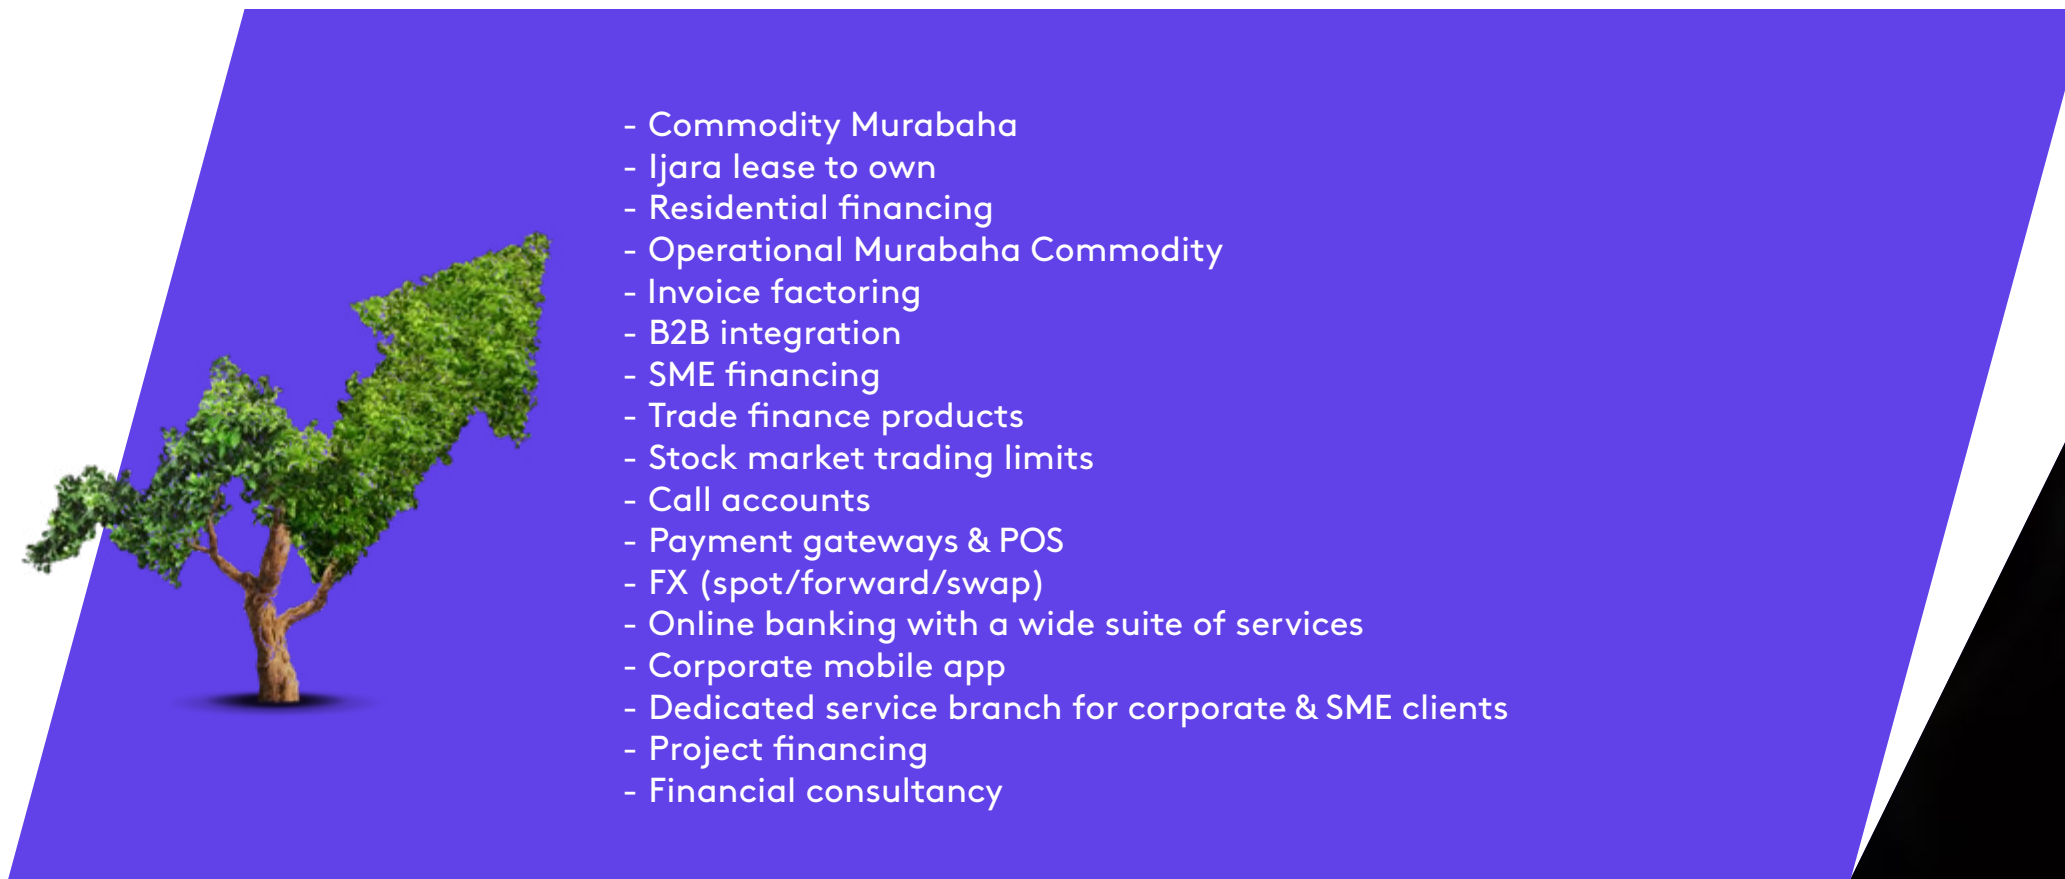 - Commodity Murabaha
- Ijara lease to own
- Residential financing
- Operational Murabaha Commodity
- Invoice factoring
- B2B integration
- SME financing
- Trade finance products
- Stock market trading limits
- Call accounts
- Payment gateways & POS
- FX (spot/forward/swap)
- Online banking with a wide suite of services
- Corporate mobile app
- Dedicated service branch for corporate & SME clients
- Project financing
- Financial consultancy